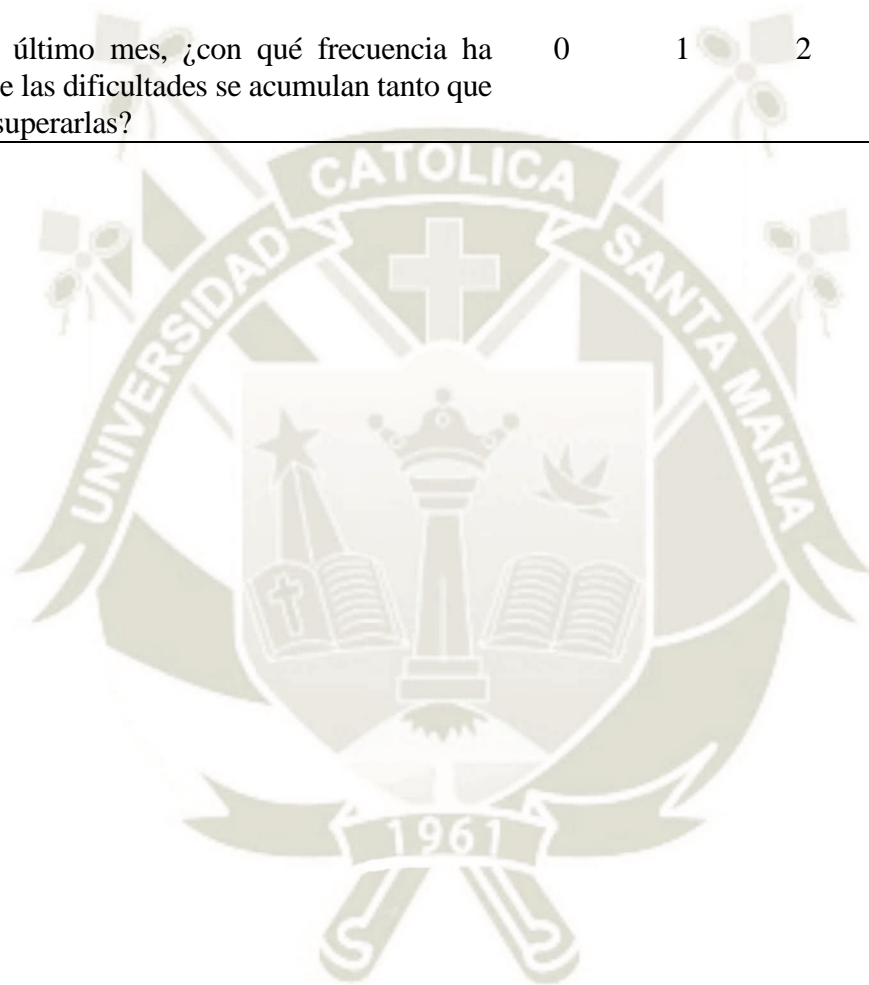 último mes, ¿con qué frecuencia ha 0 1 2
e las dificultades se acumulan tanto que
superarlas?
CATOLICA
UNIVERSIDAD
SANTA MARIA
1961